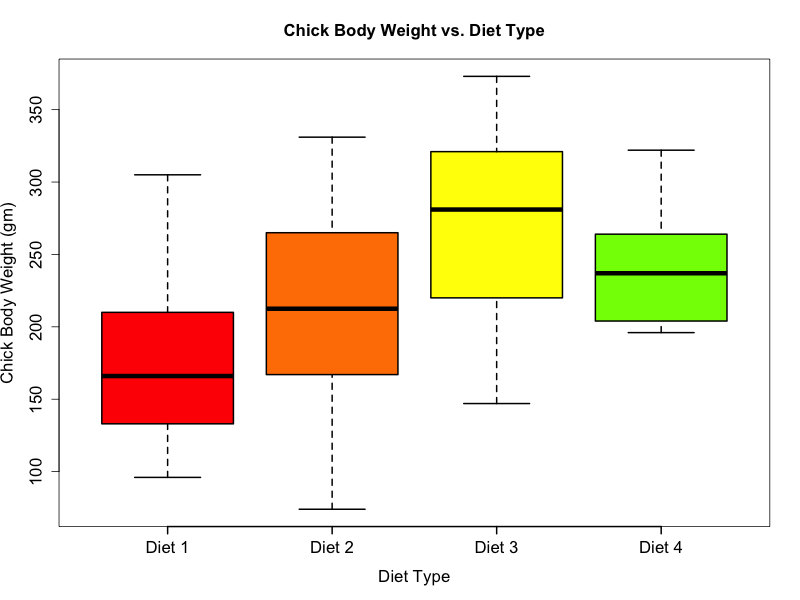 Chick Body Weight vs. Diet Type
Chick Body Weight (gm)
350
300
250
200
150
100
Diet 1 Diet 2 Diet 3 Diet 4
Diet Type